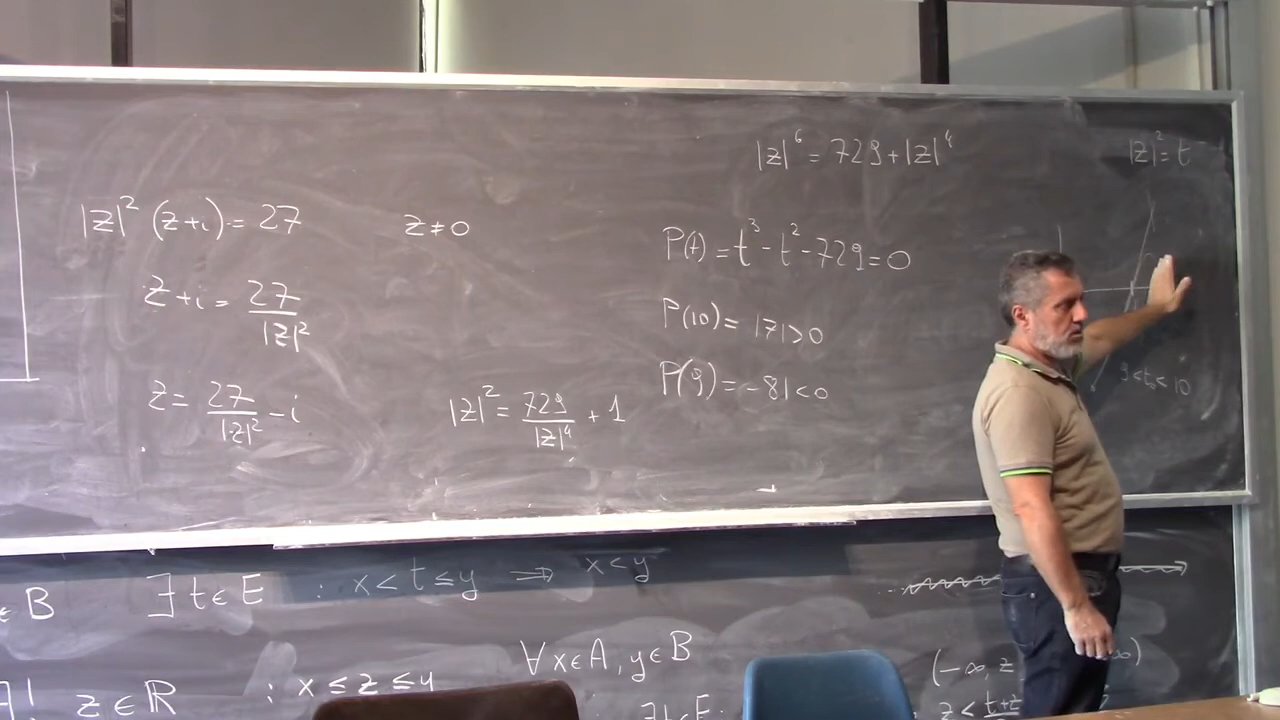 |z|² (z+i) = 27
z ≠ 0
z+i = 27/|z|²
z = 27/|z|² - i
|z|² = 729/|z|⁴ + 1
|z|⁶ = 729 + |z|⁴
|z|² = t
P(t) = t³ - t² - 729 = 0
P(10) = 171 > 0
P(9) = -81 < 0
9 < t₀ < 10
∈ B
∃ t ∈ E : x < t ≤ y ⇒ x < y
∀ x ∈ A, y ∈ B
∃! z ∈ ℝ : x ≤ z ≤ y
∃ t ∈ E :
(-∞, z
∞)
z <